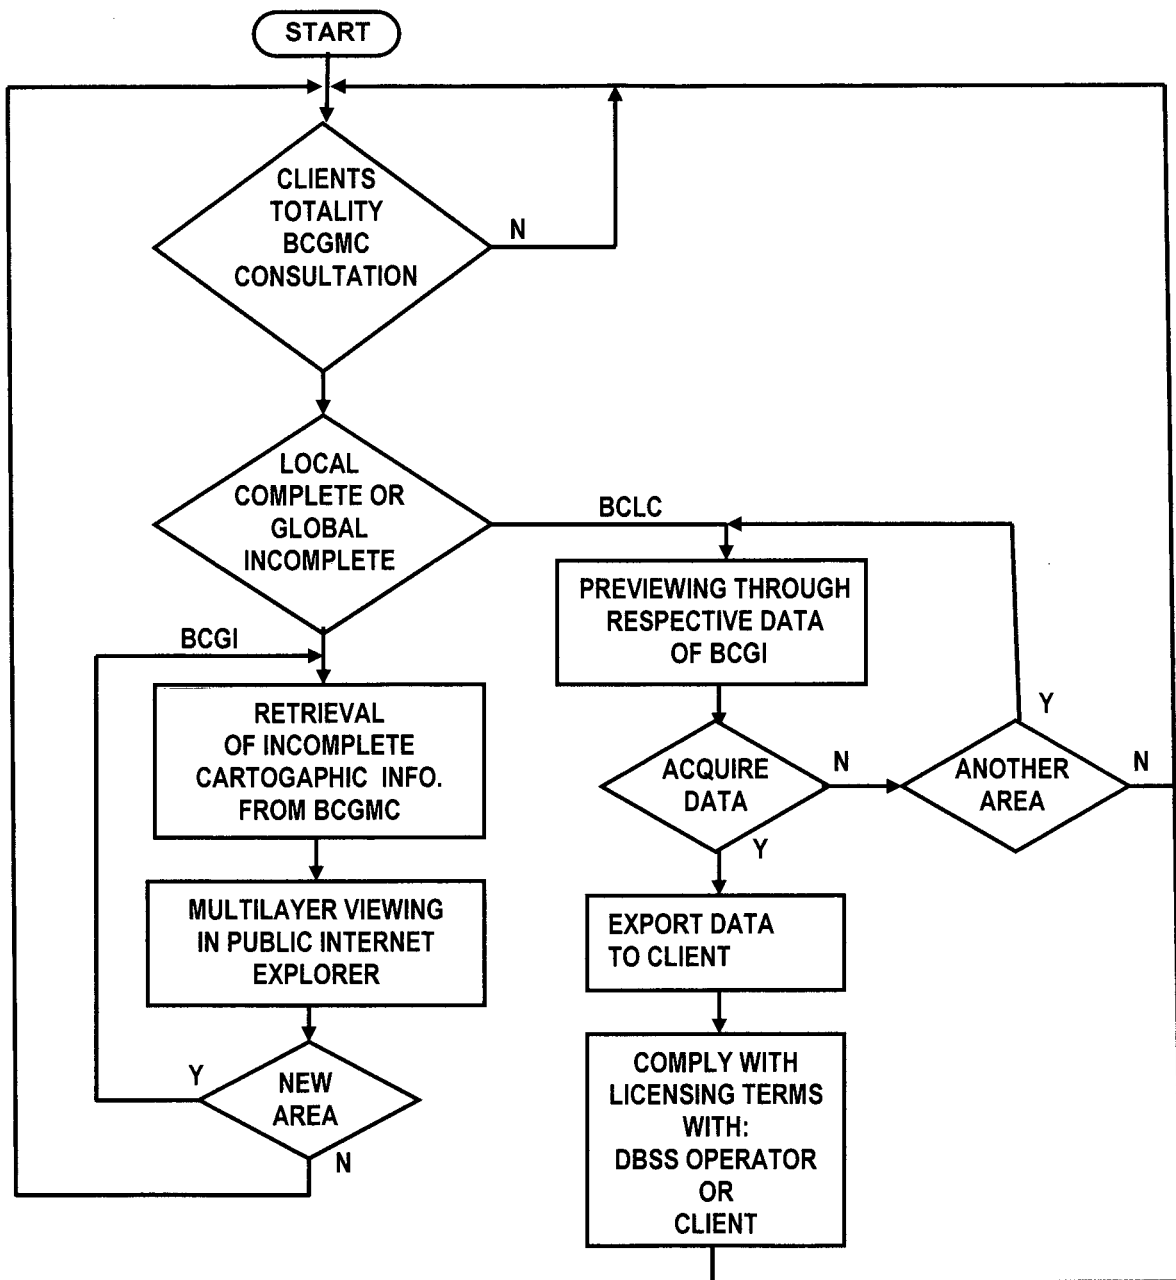 START
CLIENTS
TOTALITY
BCGMC
CONSULTATION
N
LOCAL
COMPLETE OR
GLOBAL
INCOMPLETE
BCLC
BCGI
PREVIEWING THROUGH
RESPECTIVE DATA
OF BCGI
RETRIEVAL
OF INCOMPLETE
CARTOGAPHIC INFO.
FROM BCGMC
ACQUIRE
DATA
N
Y
ANOTHER
AREA
Y
N
MULTILAYER VIEWING
IN PUBLIC INTERNET
EXPLORER
EXPORT DATA
TO CLIENT
Y
NEW
AREA
N
COMPLY WITH
LICENSING TERMS
WITH:
DBSS OPERATOR
OR
CLIENT